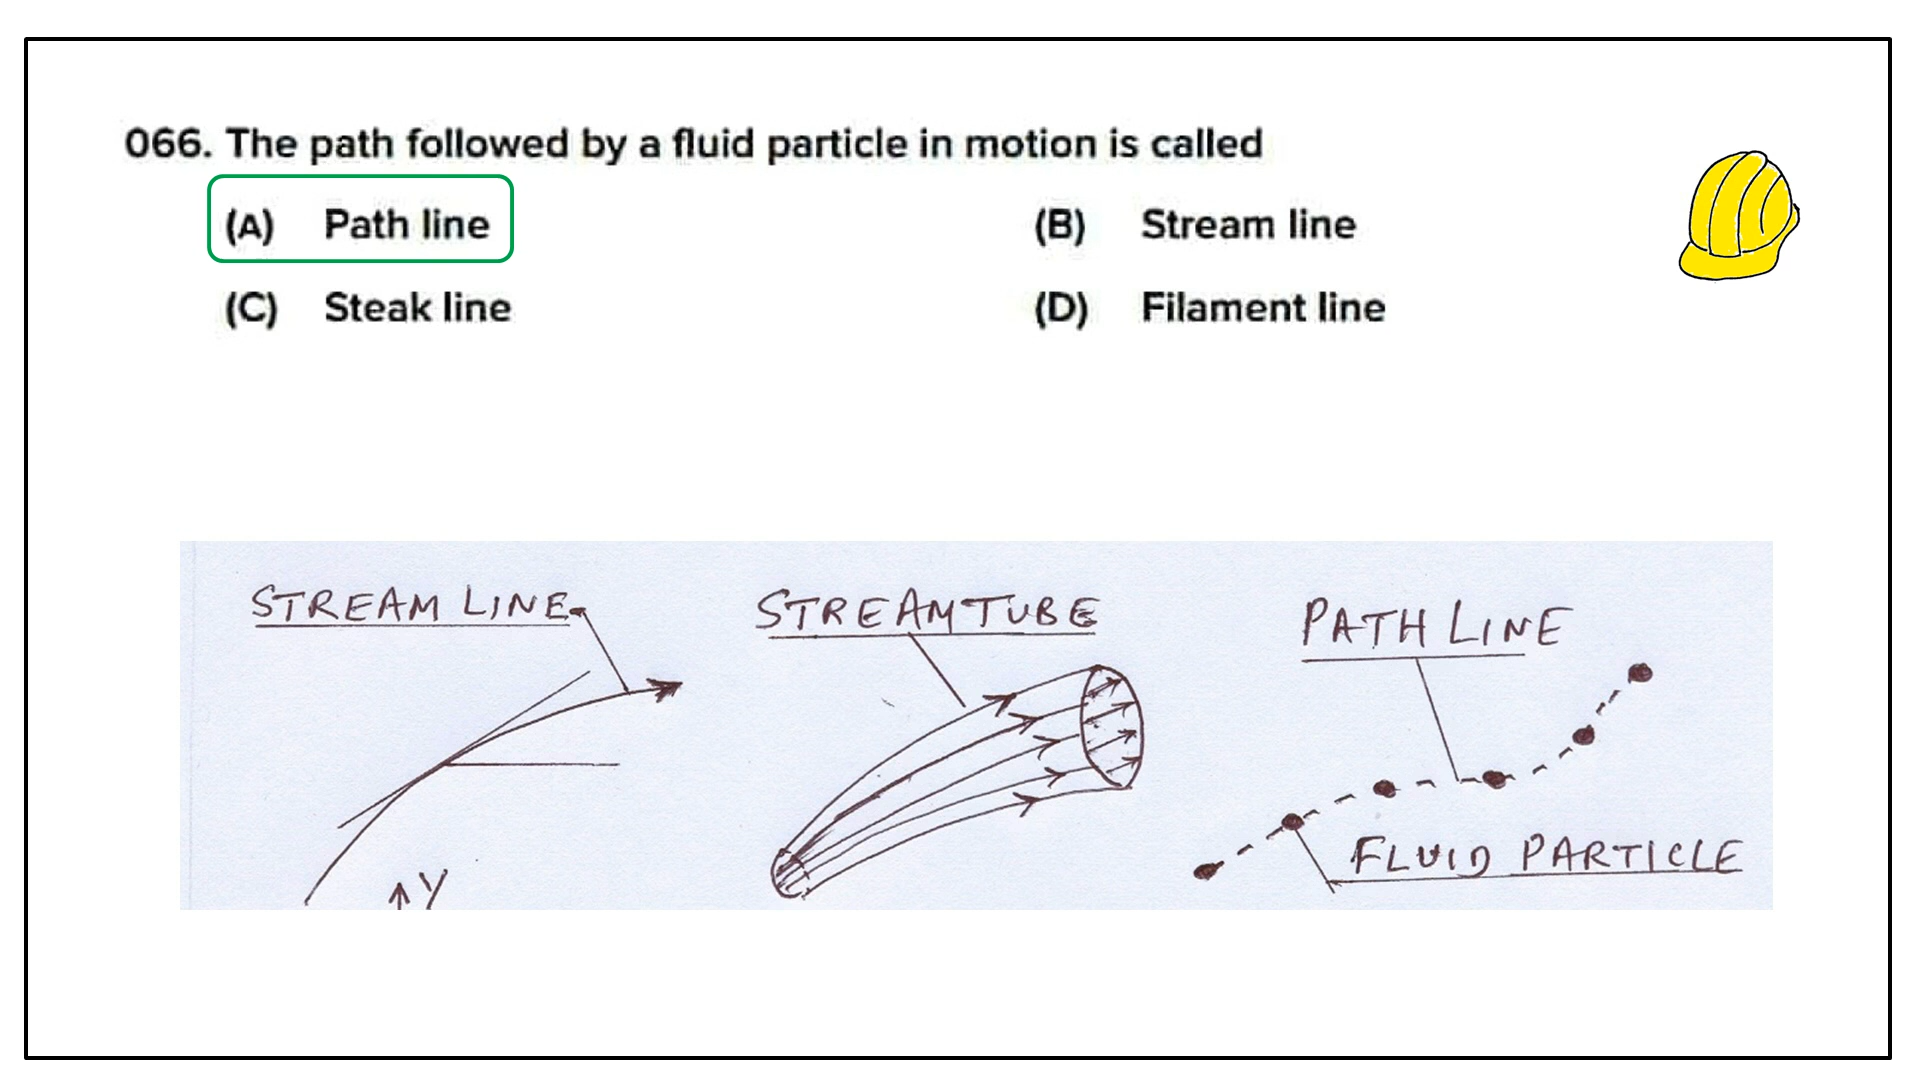 066. The path followed by a fluid particle in motion is called
(A) Path line
(B) Stream line
(C) Steak line
(D) Filament line
STREAM LINE
STREAMTUBE
PATH LINE
FLUID PARTICLE
Y